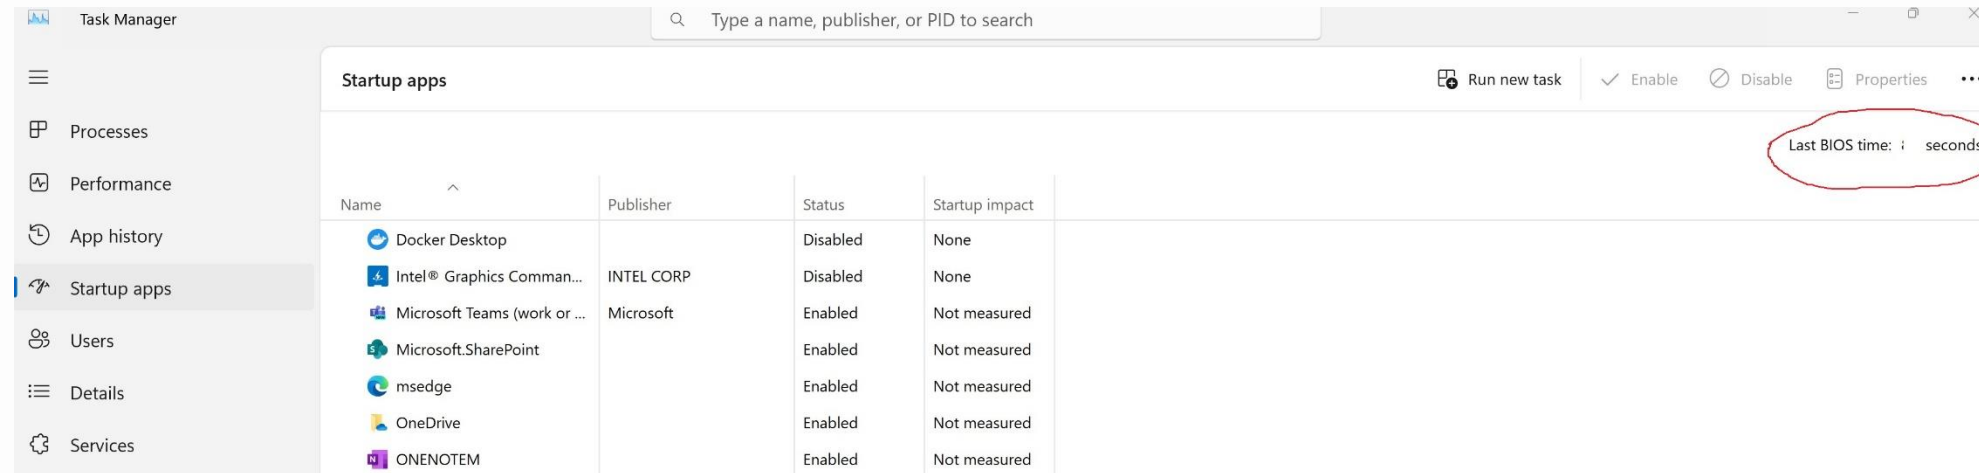 Task Manager
Type a name, publisher, or PID to search
Startup apps
Run new task
Enable
Disable
Properties
Processes
Last BIOS time: seconds
Performance
Name
Publisher
Status
Startup impact
App history
Docker Desktop Disabled None
Intel® Graphics Comman... INTEL CORP Disabled None
Startup apps
Microsoft Teams (work or ... Microsoft Enabled Not measured
Users
Microsoft.SharePoint Enabled Not measured
msedge Enabled Not measured
Details
OneDrive Enabled Not measured
Services
ONENOTEM Enabled Not measured